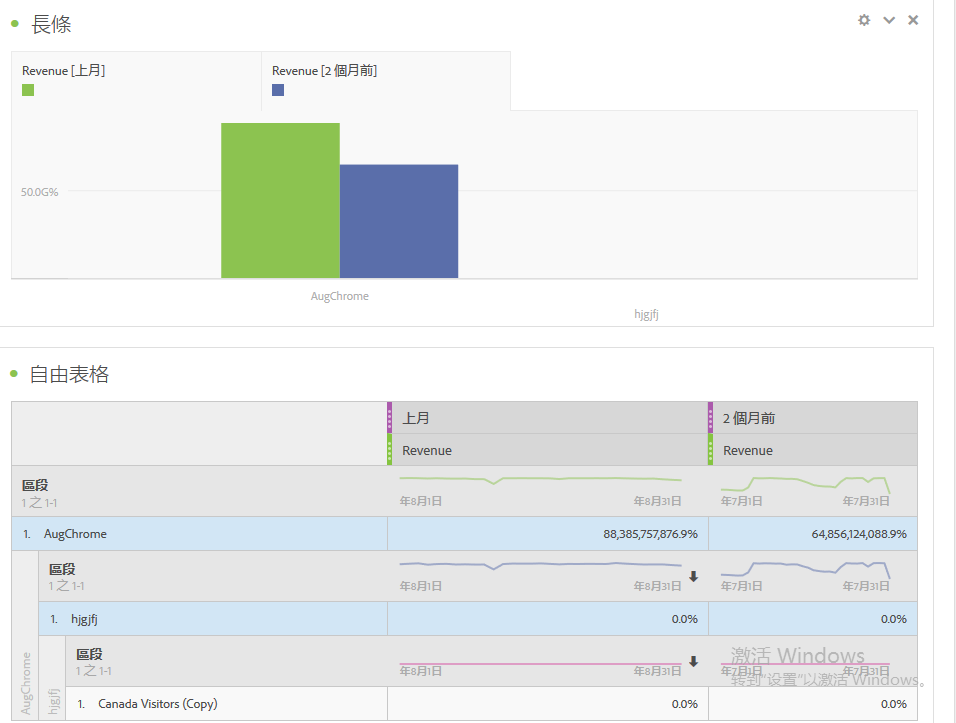 長條
Revenue [上月]
Revenue [2 個月前]
50.0G%
AugChrome
hjgjfj
自由表格
上月
2 個月前
Revenue
Revenue
區段
1 之 1-1
年8月1日
年8月31日
年7月1日
年7月31日
1. AugChrome
88,385,757,876.9%
64,856,124,088.9%
區段
1 之 1-1
年8月1日
年8月31日
年7月1日
年7月31日
1. hjgjfj
0.0%
0.0%
區段
1 之 1-1
年8月1日
年8月31日
年7月1日
年7月31日
激活 Windows
转到"设置"以激活 Windows。
AugChrome
hjgjfj
1. Canada Visitors (Copy)
0.0%
0.0%